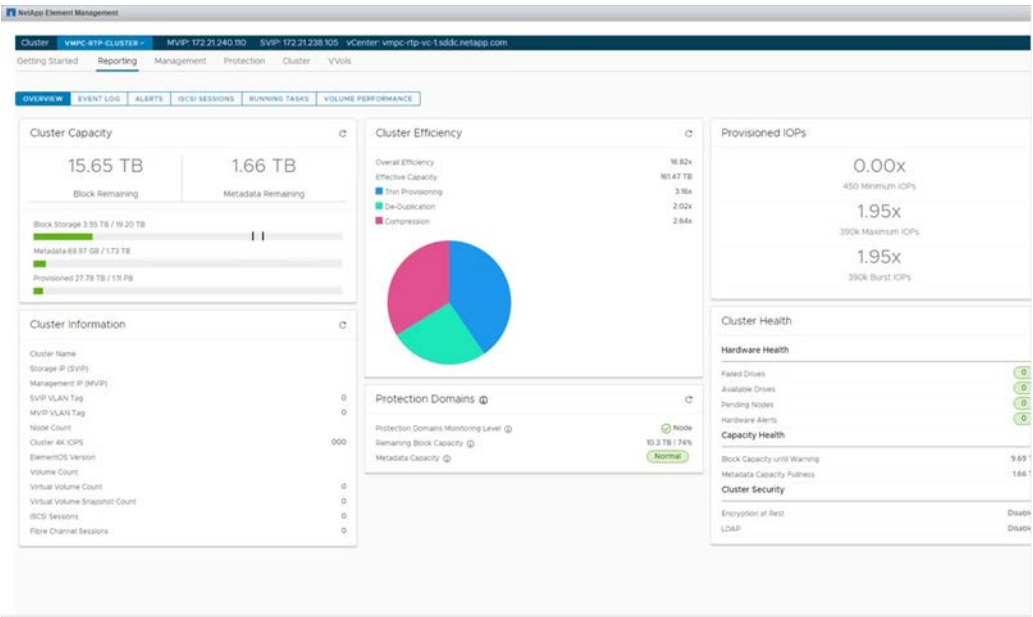 NetApp Element Management
Cluster VMPC-RTP-CLUSTER MVIP: 172.21.240.110 SVIP: 172.21.238.105 vCenter: vmpc-rtp-vc-1.sddc.netapp.com
Getting Started Reporting Management Protection Cluster VVols
OVERVIEW EVENT LOG ALERTS ISCSI SESSIONS RUNNING TASKS VOLUME PERFORMANCE
Cluster Capacity
15.65 TB 1.66 TB
Block Remaining Metadata Remaining
Block Storage 3.55 TB / 19.20 TB
Metadata 69.97 GB / 1.73 TB
Provisioned 27.78 TB / 1.11 PB
Cluster Information
Cluster Name
Storage IP (SVIP)
Management IP (MVIP)
SVIP VLAN Tag 0
MVIP VLAN Tag 0
Node Count
Cluster 4K IOPS 000
ElementOS Version
Volume Count
Virtual Volume Count 0
Virtual Volume Snapshot Count 0
iSCSI Sessions 0
Fibre Channel Sessions 0
Cluster Efficiency
Overall Efficiency 16.82x
Effective Capacity 161.47 TB
Thin Provisioning 3.16x
De-Duplication 2.02x
Compression 2.64x
Protection Domains
Protection Domains Monitoring Level Node
Remaining Block Capacity 10.3 TB | 74%
Metadata Capacity Normal
Provisioned IOPs
0.00x
450 Minimum IOPs
1.95x
390k Maximum IOPs
1.95x
390k Burst IOPs
Cluster Health
Hardware Health
Failed Drives 0
Available Drives 0
Pending Nodes 0
Hardware Alerts 0
Capacity Health
Block Capacity until Warning 9.69
Metadata Capacity Fullness 1.66
Cluster Security
Encryption at Rest
LDAP